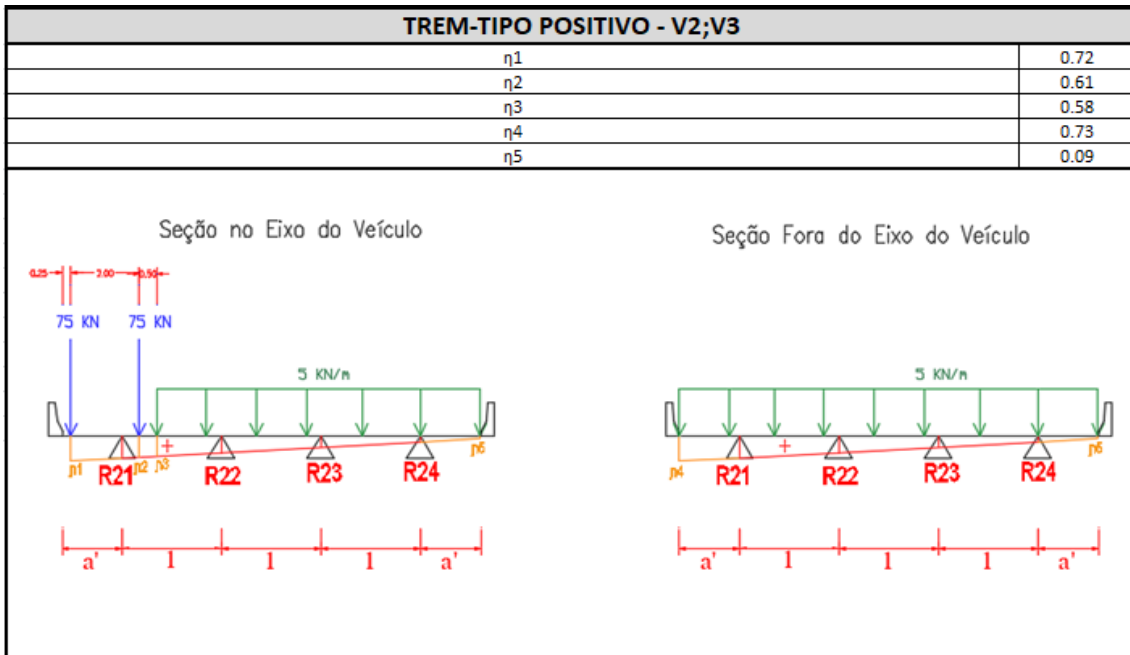 TREM-TIPO POSITIVO - V2;V3
η1 0.72
η2 0.61
η3 0.58
η4 0.73
η5 0.09
Seção no Eixo do Veículo
Seção Fora do Eixo do Veículo
0.25 2.00 0.50
75 KN 75 KN
5 KN/m
5 KN/m
+
+
η1 η2 η3
η4
R21 R22 R23 R24
R21 R22 R23 R24
a' 1 1 1 a'
a' 1 1 1 a'